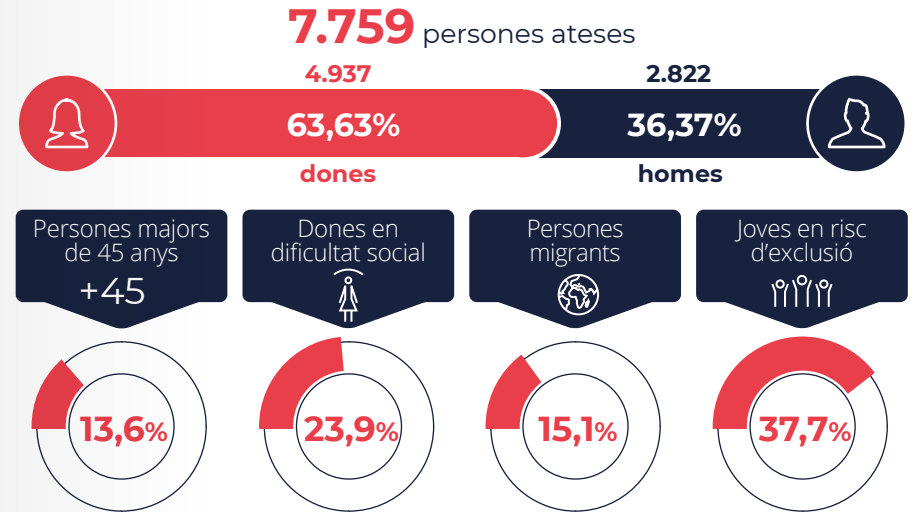 7.759 persones ateses
4.937
2.822
63,63%
36,37%
dones
homes
Persones majors
de 45 anys
+45
Dones en
dificultat social
Persones
migrants
Joves en risc
d’exclusió
13,6%
23,9%
15,1%
37,7%